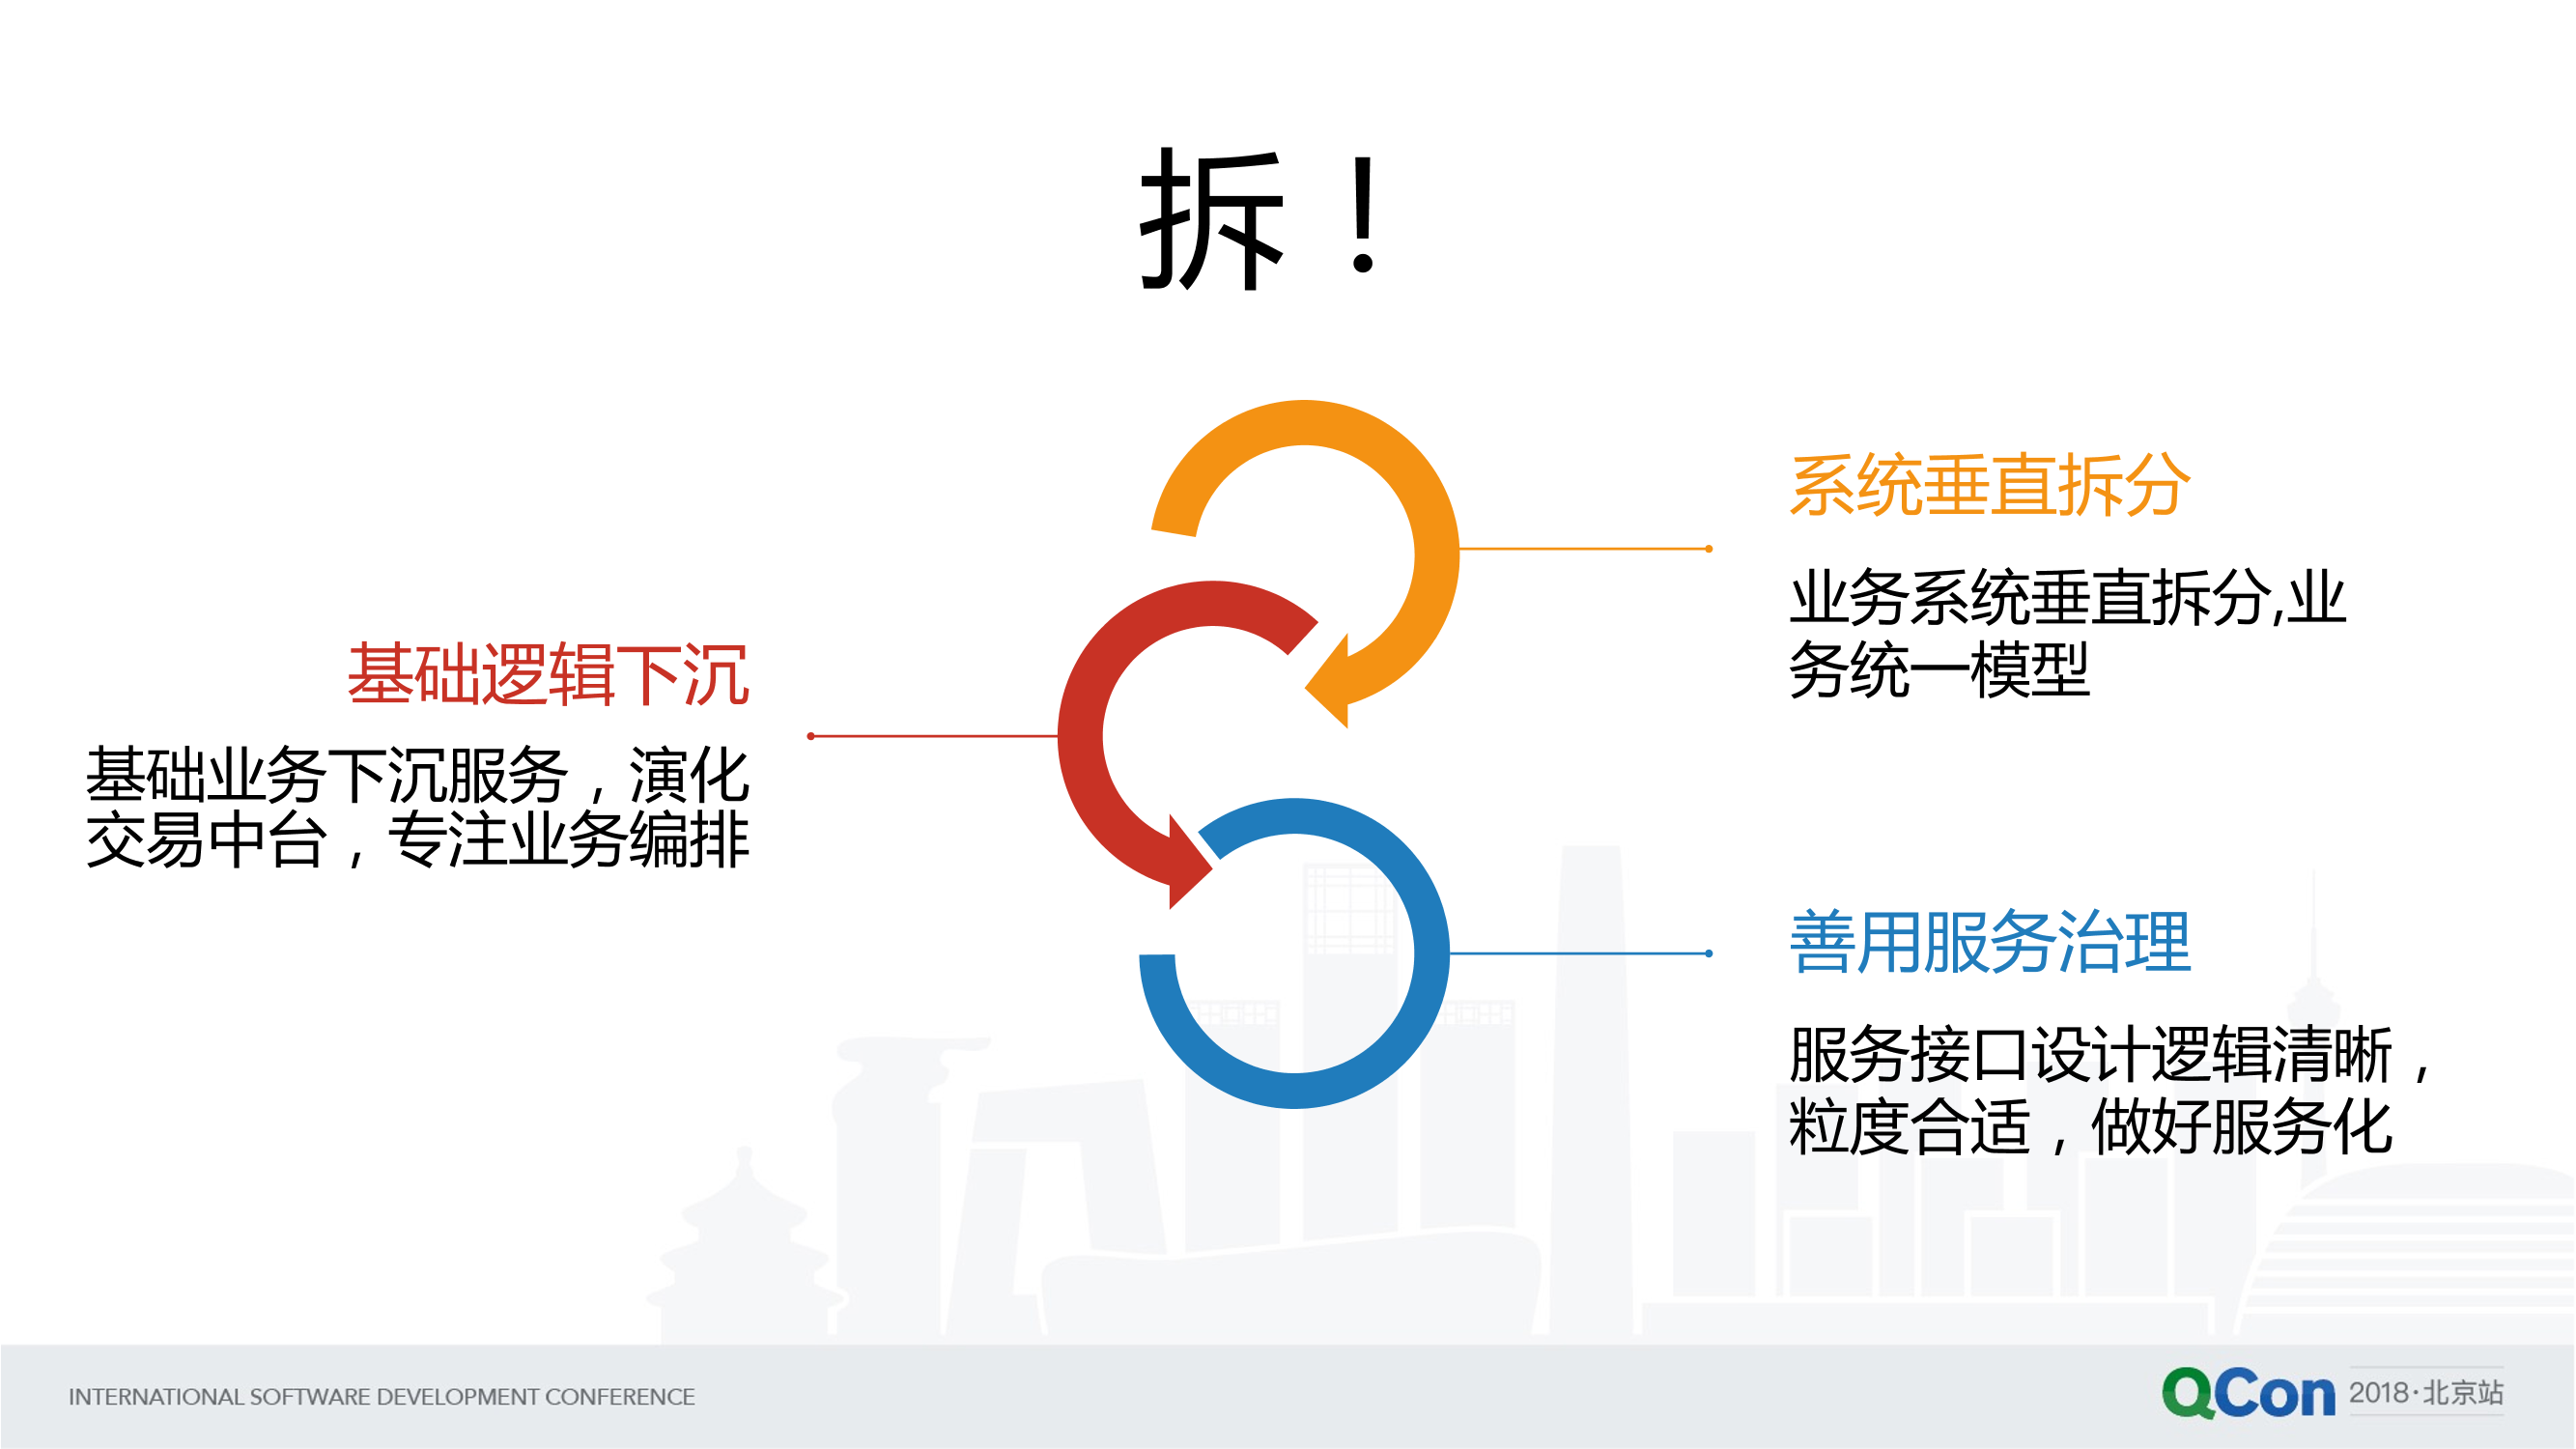 拆！
系统垂直拆分
业务系统垂直拆分,业
务统一模型
基础逻辑下沉
基础业务下沉服务，演化
交易中台，专注业务编排
善用服务治理
服务接口设计逻辑清晰，
粒度合适，做好服务化
INTERNATIONAL SOFTWARE DEVELOPMENT CONFERENCE
QCon 2018·北京站